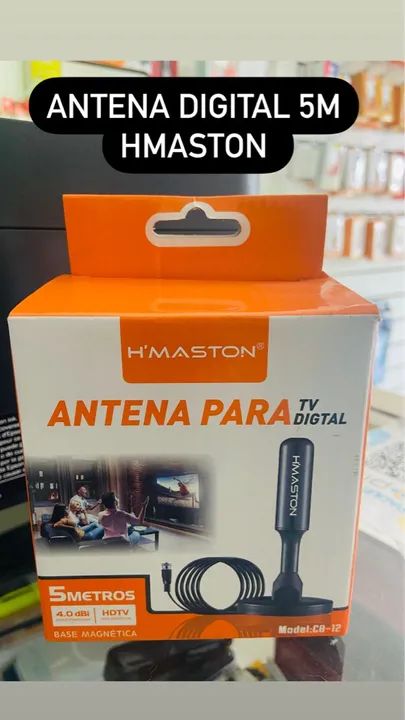 ANTENA DIGITAL 5M
HMASTON
H'MASTON®
ANTENA PARA TV DIGTAL
HMASTON
5METROS
4.0 dBi
HDTV
BASE MAGNÉTICA
Model:CB-12